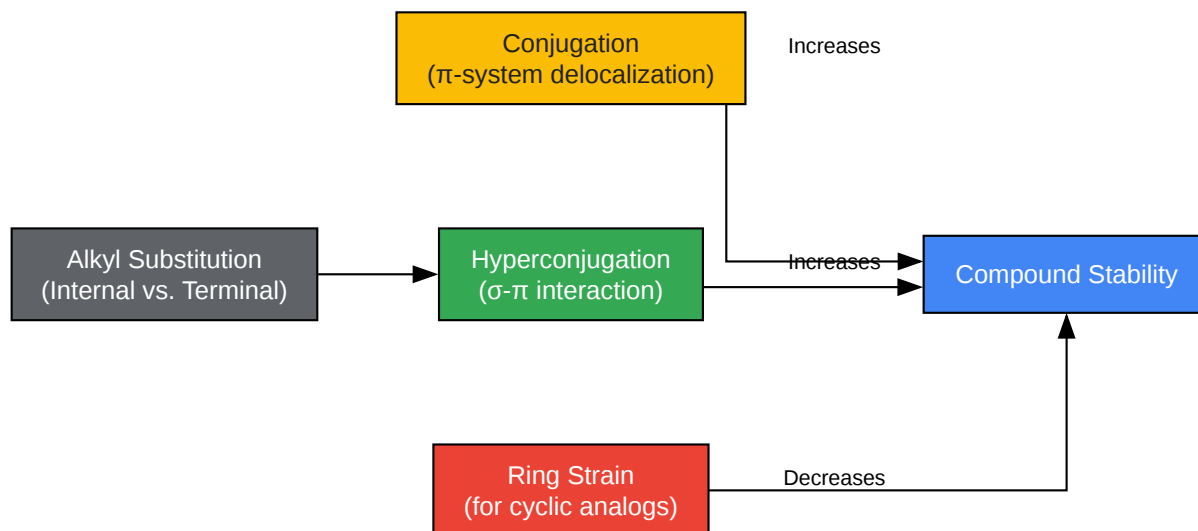 Conjugation
(π-system delocalization)
Increases
Alkyl Substitution
(Internal vs. Terminal)
Hyperconjugation
(σ-π interaction)
Increases
Compound Stability
Ring Strain
(for cyclic analogs)
Decreases